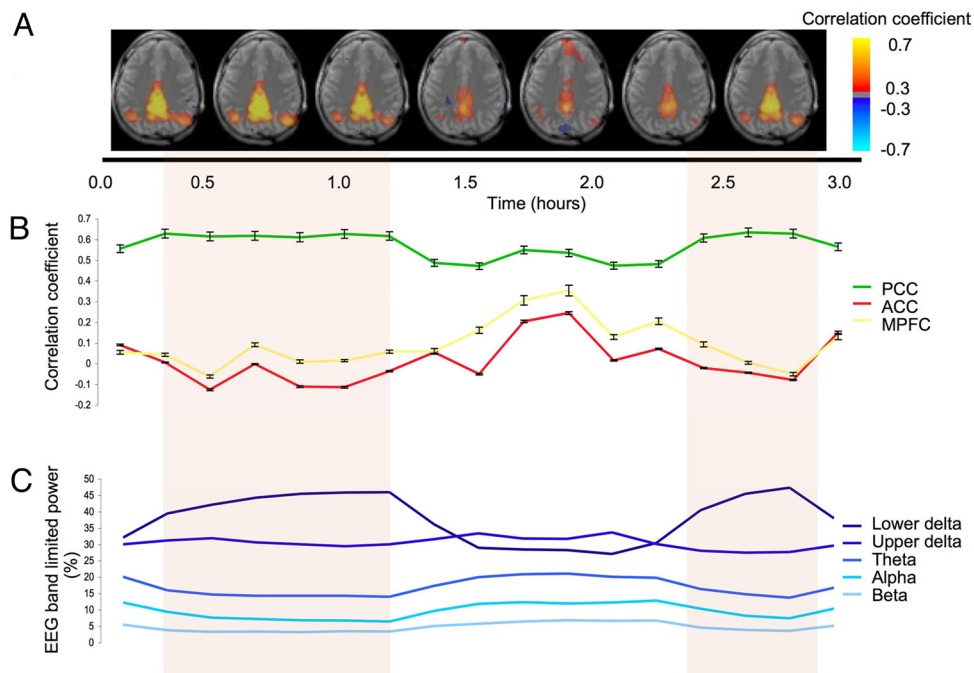 A
Correlation coefficient
0.7
0.3
-0.3
-0.7
0.0 0.5 1.0 1.5 2.0 2.5 3.0
Time (hours)
B
Correlation coefficient
0.7
0.6
0.5
0.4
0.3
0.2
0.1
0
-0.1
-0.2
PCC
ACC
MPFC
C
EEG band limited power
(%)
50
45
40
35
30
25
20
15
10
5
0
Lower delta
Upper delta
Theta
Alpha
Beta